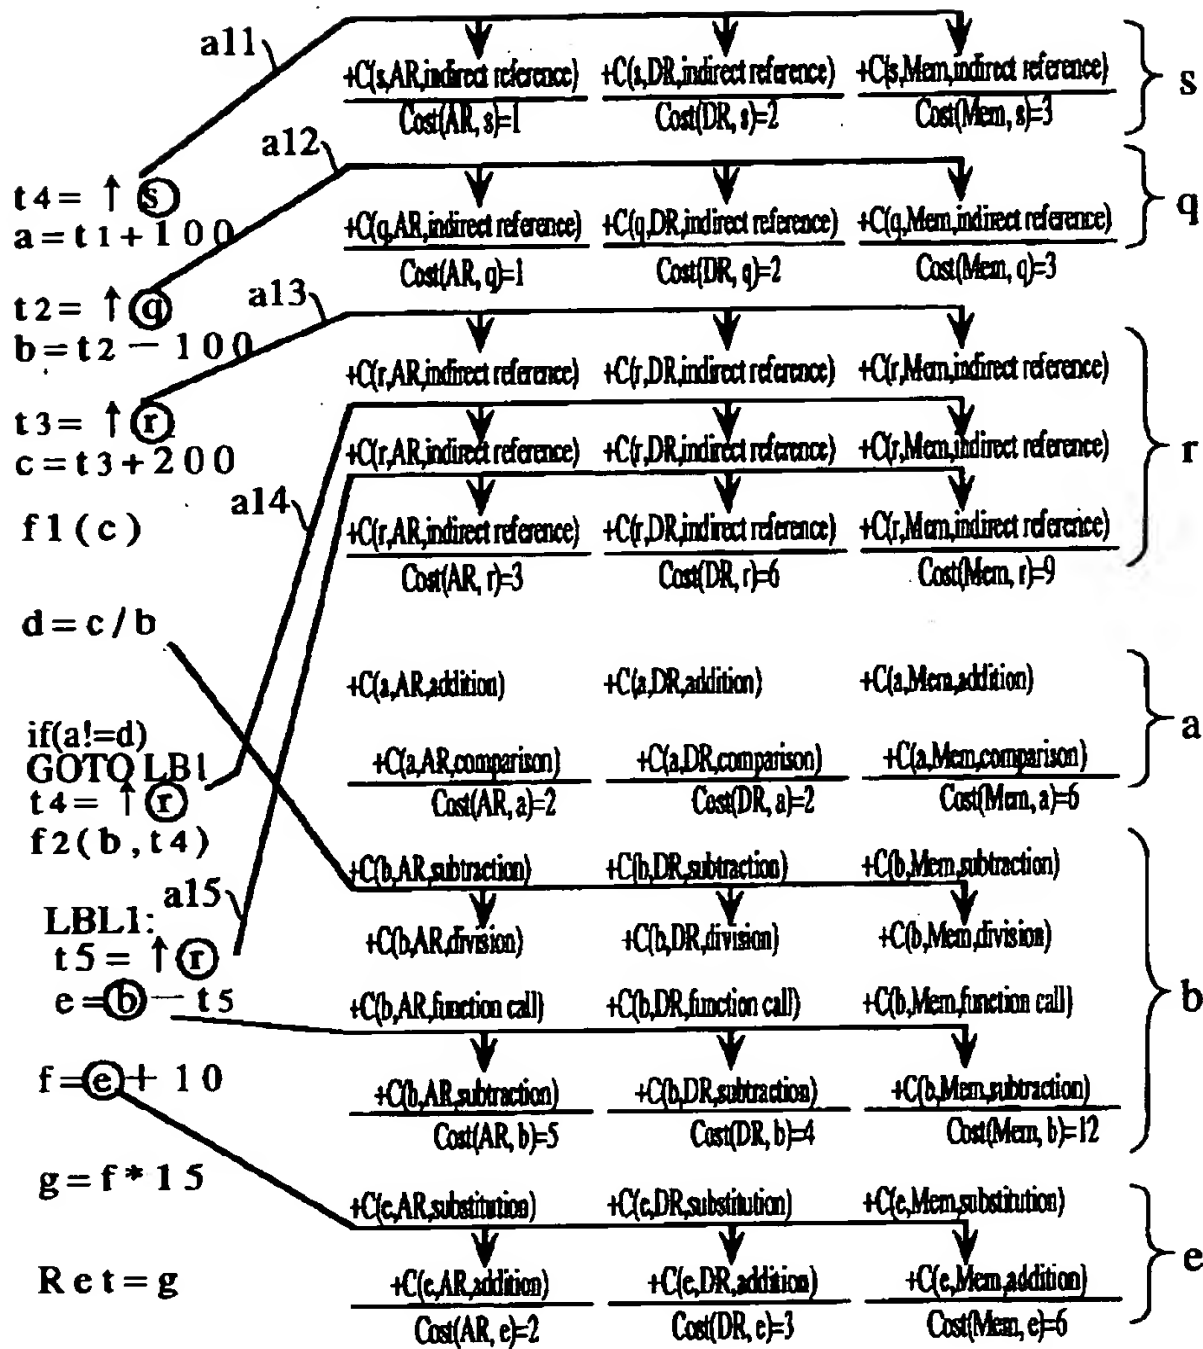 a11
+C(s,AR,indirect reference) +C(s,DR,indirect reference) +C(s,Mem,indirect reference)
Cost(AR, s)=1 Cost(DR, s)=2 Cost(Mem, s)=3
s
a12
t4= ↑ s
a=t1+100
+C(q,AR,indirect reference) +C(q,DR,indirect reference) +C(q,Mem,indirect reference)
Cost(AR, q)=1 Cost(DR, q)=2 Cost(Mem, q)=3
q
t2= ↑ q
a13
b=t2-100
+C(r,AR,indirect reference) +C(r,DR,indirect reference) +C(r,Mem,indirect reference)
t3= ↑ r
c=t3+200
+C(r,AR,indirect reference) +C(r,DR,indirect reference) +C(r,Mem,indirect reference)
r
a14
f1(c)
+C(r,AR,indirect reference) +C(r,DR,indirect reference) +C(r,Mem,indirect reference)
Cost(AR, r)=3 Cost(DR, r)=6 Cost(Mem, r)=9
d=c/b
+C(a,AR,addition) +C(a,DR,addition) +C(a,Mem,addition)
a
if(a!=d)
GOTO LB1
+C(a,AR,comparison) +C(a,DR,comparison) +C(a,Mem,comparison)
t4= ↑ r
Cost(AR, a)=2 Cost(DR, a)=2 Cost(Mem, a)=6
f2(b,t4)
+C(b,AR,subtraction) +C(b,DR,subtraction) +C(b,Mem,subtraction)
a15
LBL1:
+C(b,AR,division) +C(b,DR,division) +C(b,Mem,division)
t5= ↑ r
e=b-t5
+C(b,AR,function call) +C(b,DR,function call) +C(b,Mem,function call)
b
f=e+10
+C(b,AR,subtraction) +C(b,DR,subtraction) +C(b,Mem,subtraction)
Cost(AR, b)=5 Cost(DR, b)=4 Cost(Mem, b)=12
g=f*15
+C(e,AR,substitution) +C(e,DR,substitution) +C(e,Mem,substitution)
e
Ret=g
+C(e,AR,addition) +C(e,DR,addition) +C(e,Mem,addition)
Cost(AR, e)=2 Cost(DR, e)=3 Cost(Mem, e)=6